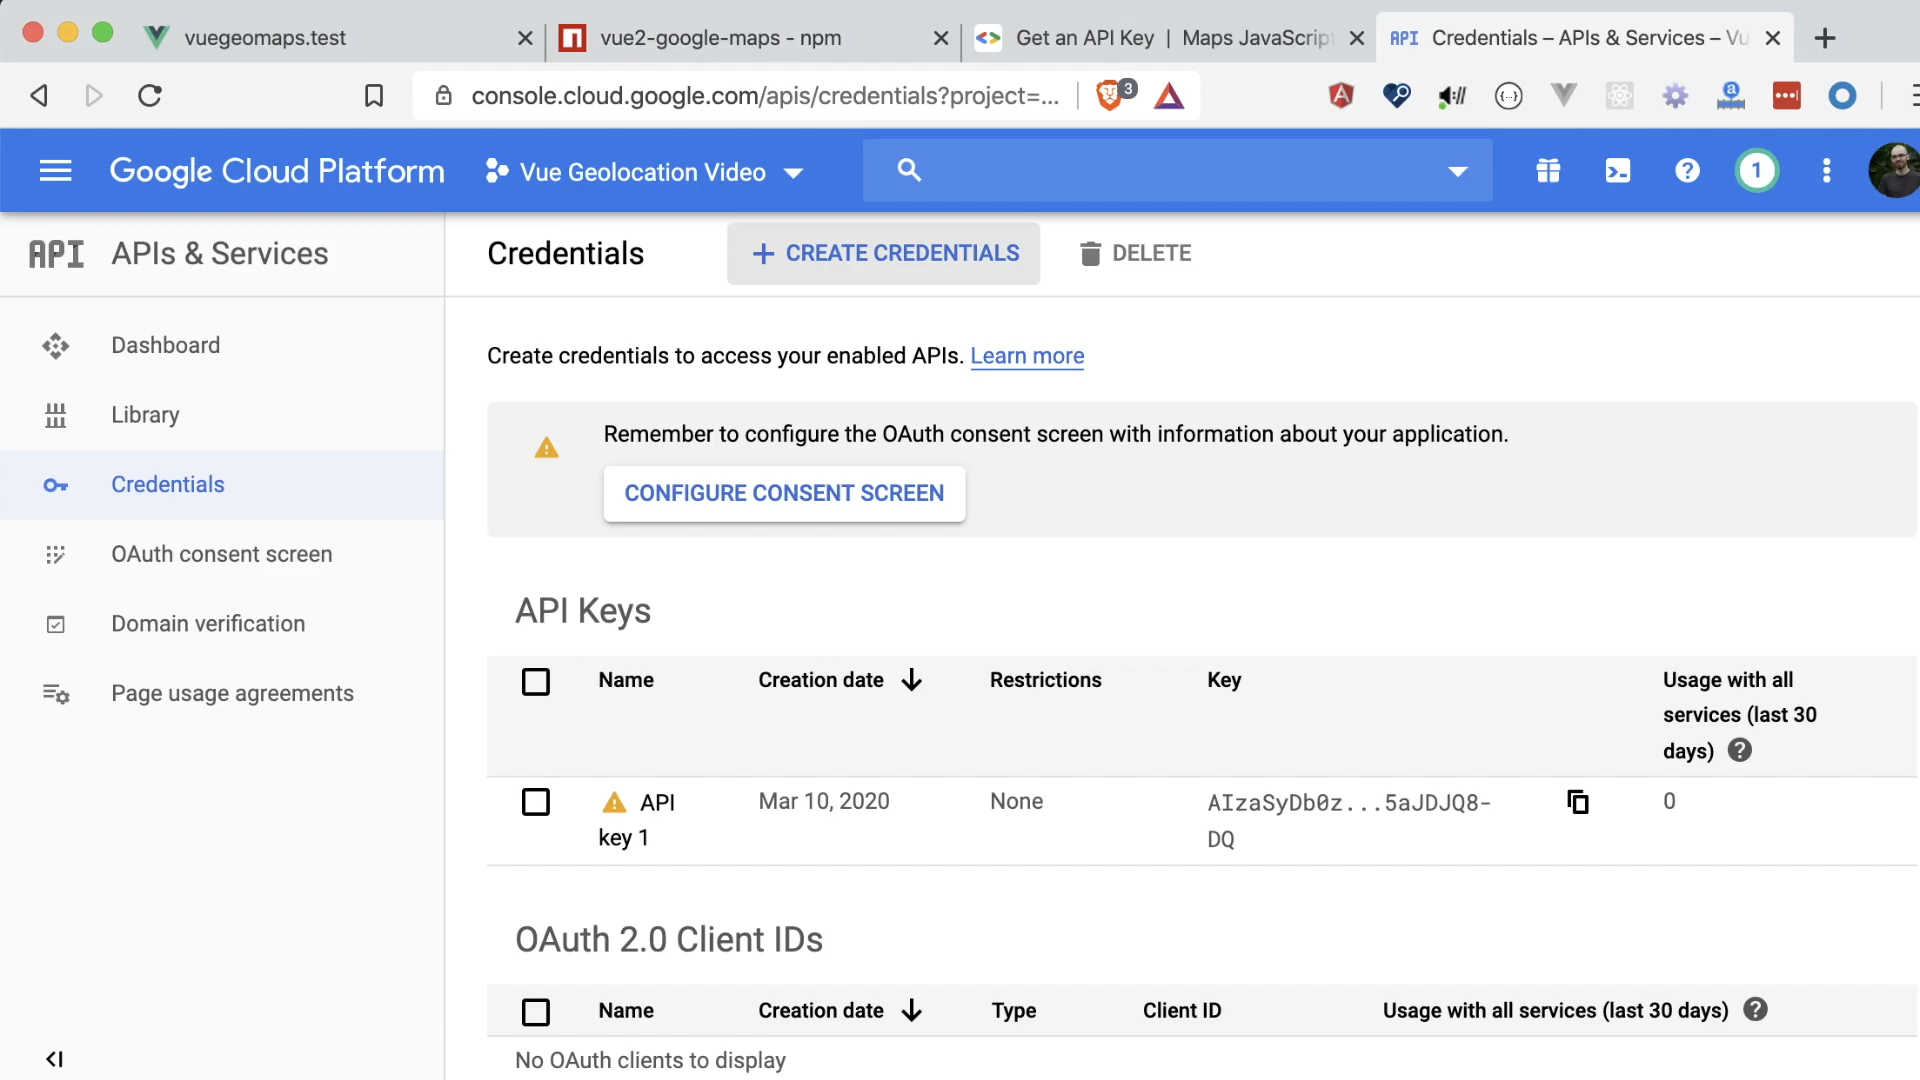 vuegeomaps.test
vue2-google-maps - npm
Get an API Key | Maps JavaScript
API Credentials – APIs & Services – Vu
console.cloud.google.com/apis/credentials?project=...
3
Google Cloud Platform
Vue Geolocation Video
1
API APIs & Services
Credentials
+ CREATE CREDENTIALS
DELETE
Dashboard
Library
Credentials
OAuth consent screen
Domain verification
Page usage agreements
Create credentials to access your enabled APIs. Learn more
Remember to configure the OAuth consent screen with information about your application.
CONFIGURE CONSENT SCREEN
API Keys
Name Creation date Restrictions Key Usage with all
services (last 30
days)
API Mar 10, 2020 None AIzaSyDb0z...5aJDJQ8- 0
key 1 DQ
OAuth 2.0 Client IDs
Name Creation date Type Client ID Usage with all services (last 30 days)
No OAuth clients to display